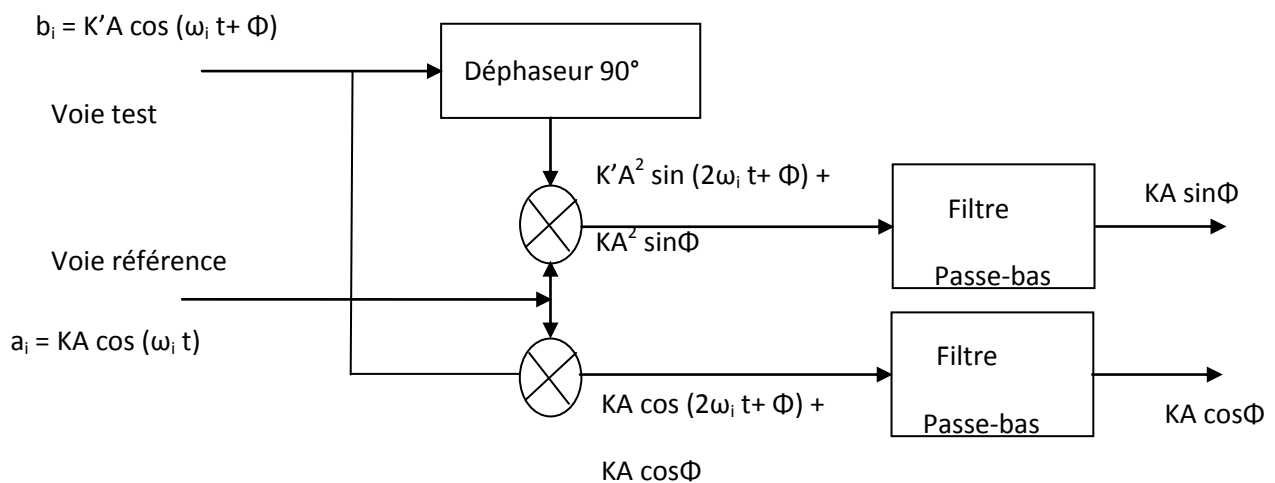 bᵢ = K’A cos (ωᵢ t+ Φ)
Déphaseur 90°
Voie test
K’A² sin (2ωᵢ t+ Φ) +
KA² sinΦ
Filtre
Passe-bas
KA sinΦ
Voie référence
aᵢ = KA cos (ωᵢ t)
KA cos (2ωᵢ t+ Φ) +
KA cosΦ
Filtre
Passe-bas
KA cosΦ